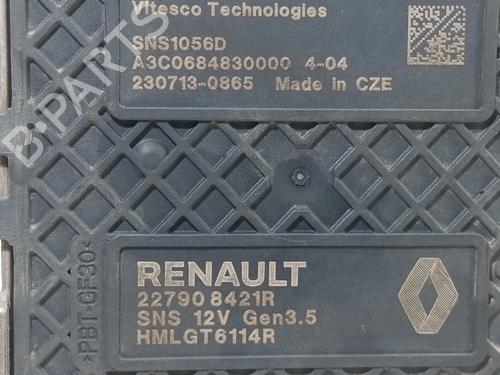 Vitesco Technologies
SNS1056D
A3C0684830000 4-04
230713-0865 Made in CZE
B-PARTS
>PBT-GF30<
RENAULT
22790 8421R
SNS 12V Gen3.5
HMLGT6114R